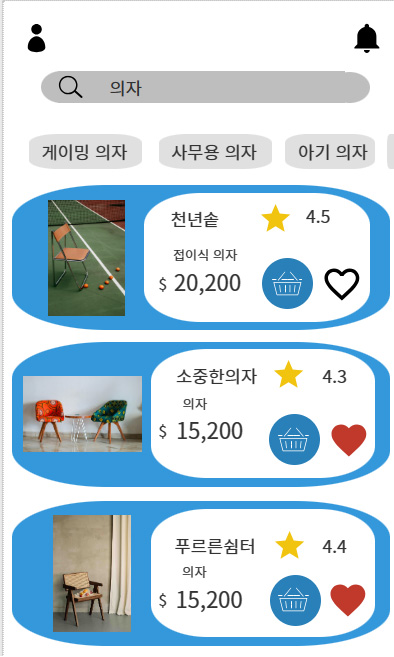 의자
게이밍 의자 사무용 의자 아기 의자
천년솥 4.5
접이식 의자
$ 20,200
소중한의자 4.3
의자
$ 15,200
푸르른쉼터 4.4
의자
$ 15,200